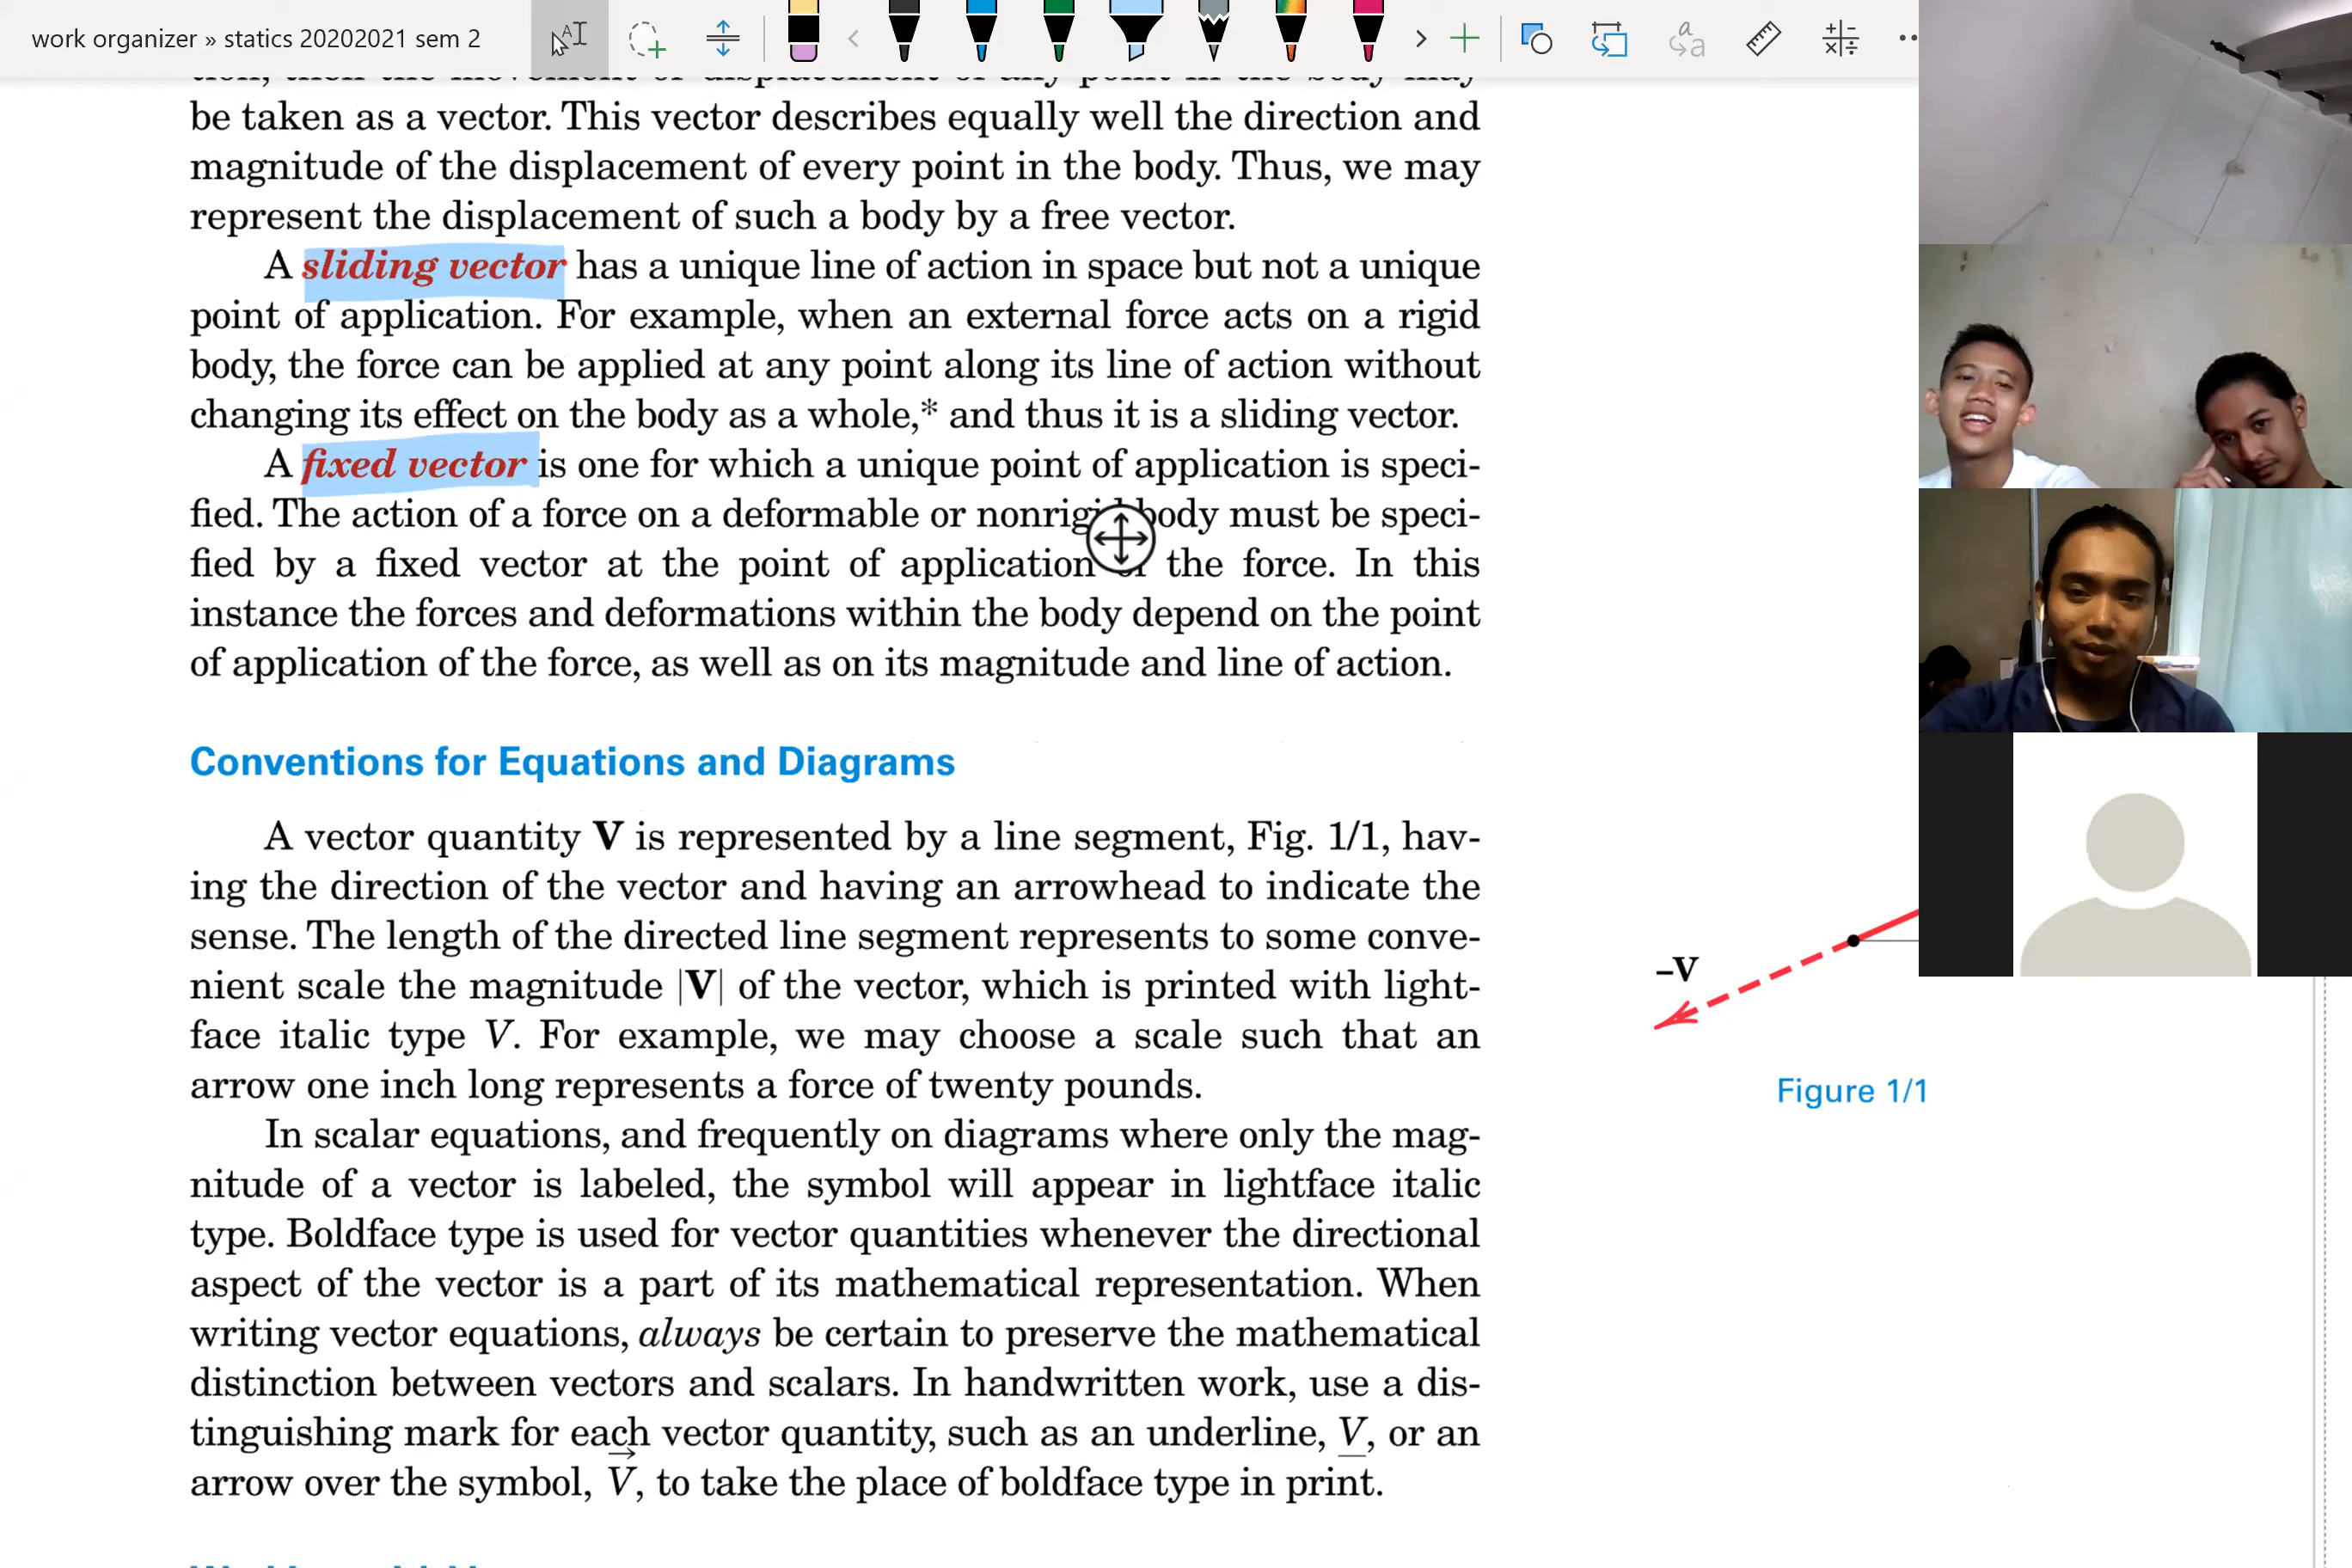 work organizer » statics 20202021 sem 2
tion, then the movement or displacement of any point in the body may
be taken as a vector. This vector describes equally well the direction and
magnitude of the displacement of every point in the body. Thus, we may
represent the displacement of such a body by a free vector.
A sliding vector has a unique line of action in space but not a unique
point of application. For example, when an external force acts on a rigid
body, the force can be applied at any point along its line of action without
changing its effect on the body as a whole,* and thus it is a sliding vector.
A fixed vector is one for which a unique point of application is speci-
fied. The action of a force on a deformable or nonrigid body must be speci-
fied by a fixed vector at the point of application of the force. In this
instance the forces and deformations within the body depend on the point
of application of the force, as well as on its magnitude and line of action.
Conventions for Equations and Diagrams
A vector quantity V is represented by a line segment, Fig. 1/1, hav-
ing the direction of the vector and having an arrowhead to indicate the
sense. The length of the directed line segment represents to some conve-
nient scale the magnitude |V| of the vector, which is printed with light-
face italic type V. For example, we may choose a scale such that an
arrow one inch long represents a force of twenty pounds.
In scalar equations, and frequently on diagrams where only the mag-
nitude of a vector is labeled, the symbol will appear in lightface italic
type. Boldface type is used for vector quantities whenever the directional
aspect of the vector is a part of its mathematical representation. When
writing vector equations, always be certain to preserve the mathematical
distinction between vectors and scalars. In handwritten work, use a dis-
tinguishing mark for each vector quantity, such as an underline, V̲, or an
arrow over the symbol, V⃗, to take the place of boldface type in print.
–V
Figure 1/1